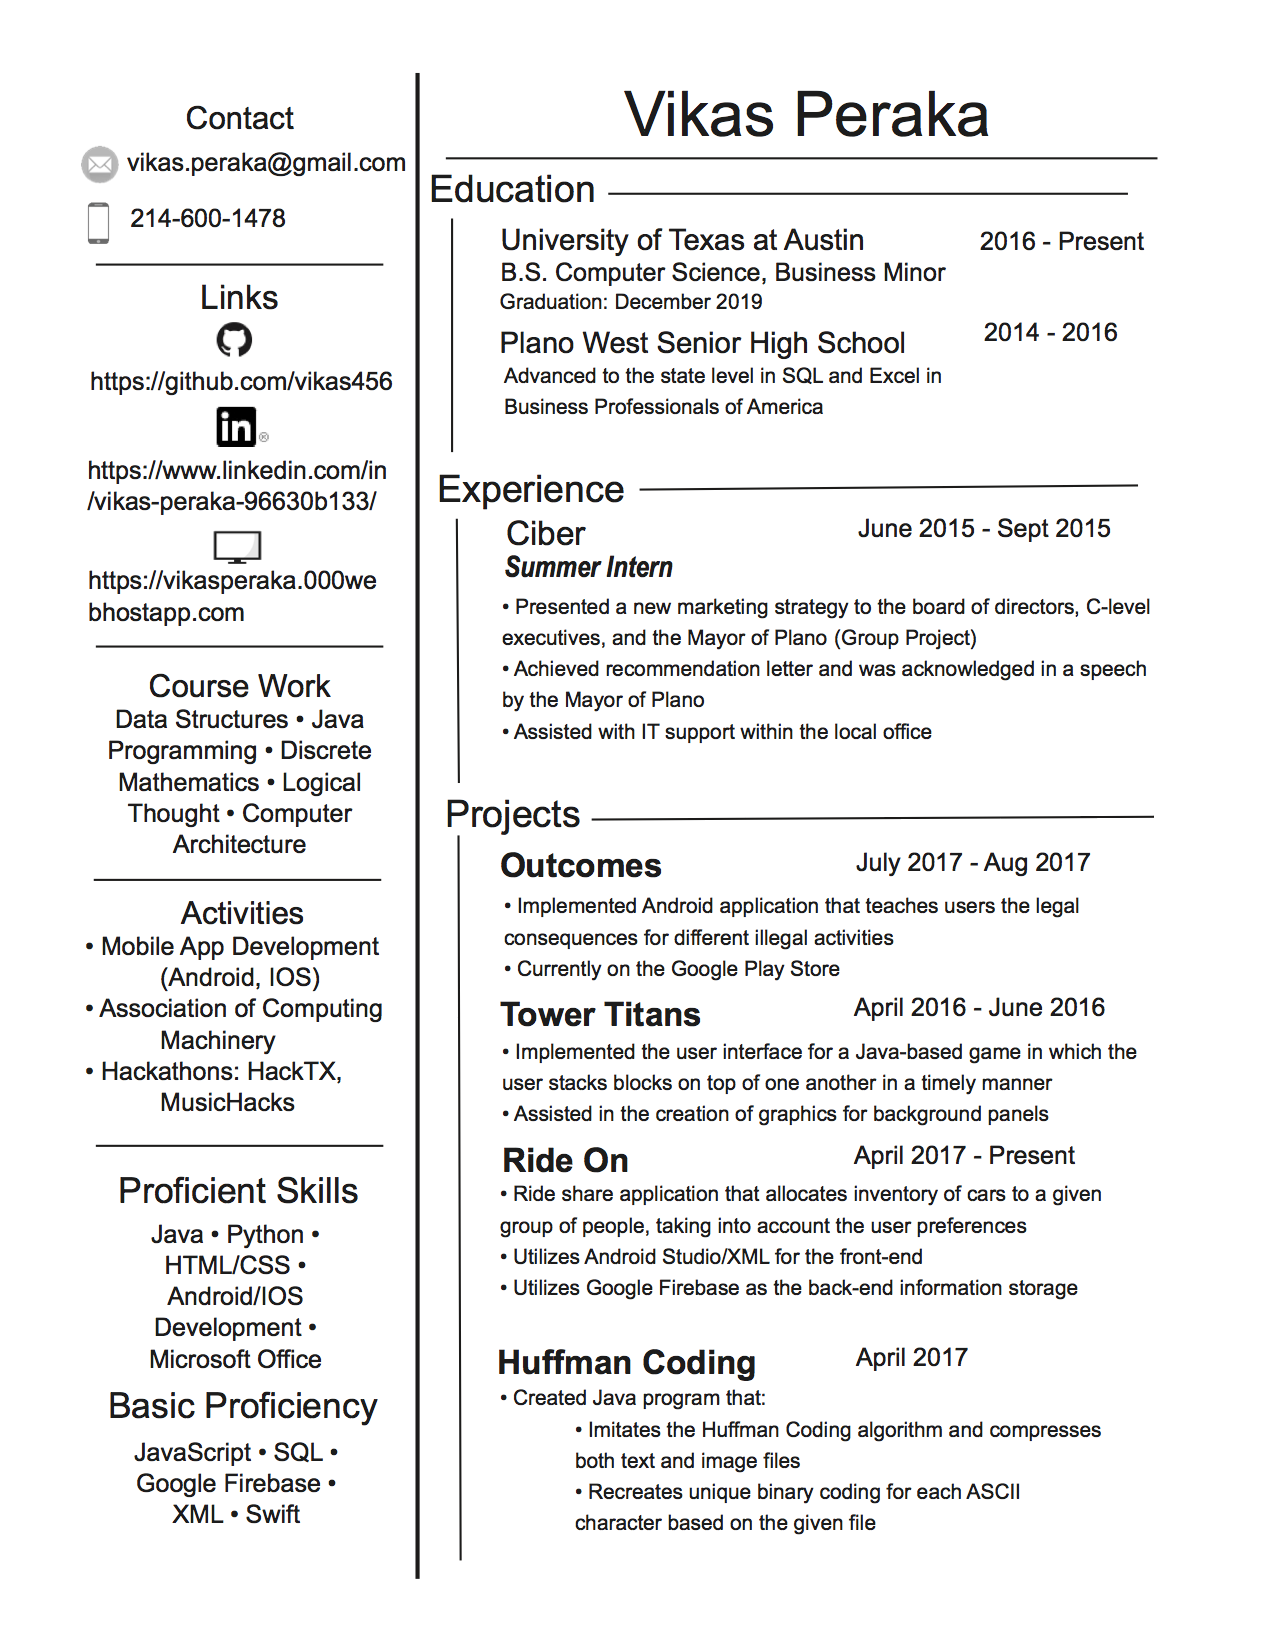 Contact
vikas.peraka@gmail.com
214-600-1478
Links
https://github.com/vikas456
in
®
https://www.linkedin.com/in
/vikas-peraka-96630b133/
https://vikasperaka.000we
bhostapp.com
Course Work
Data Structures • Java
Programming • Discrete
Mathematics • Logical
Thought • Computer
Architecture
Activities
• Mobile App Development
(Android, IOS)
• Association of Computing
Machinery
• Hackathons: HackTX,
MusicHacks
Proficient Skills
Java • Python •
HTML/CSS •
Android/IOS
Development •
Microsoft Office
Basic Proficiency
JavaScript • SQL •
Google Firebase •
XML • Swift
Vikas Peraka
Education
University of Texas at Austin 2016 - Present
B.S. Computer Science, Business Minor
Graduation: December 2019
Plano West Senior High School 2014 - 2016
Advanced to the state level in SQL and Excel in
Business Professionals of America
Experience
Ciber June 2015 - Sept 2015
Summer Intern
• Presented a new marketing strategy to the board of directors, C-level
executives, and the Mayor of Plano (Group Project)
• Achieved recommendation letter and was acknowledged in a speech
by the Mayor of Plano
• Assisted with IT support within the local office
Projects
Outcomes July 2017 - Aug 2017
• Implemented Android application that teaches users the legal
consequences for different illegal activities
• Currently on the Google Play Store
Tower Titans April 2016 - June 2016
• Implemented the user interface for a Java-based game in which the
user stacks blocks on top of one another in a timely manner
• Assisted in the creation of graphics for background panels
Ride On April 2017 - Present
• Ride share application that allocates inventory of cars to a given
group of people, taking into account the user preferences
• Utilizes Android Studio/XML for the front-end
• Utilizes Google Firebase as the back-end information storage
Huffman Coding April 2017
• Created Java program that:
• Imitates the Huffman Coding algorithm and compresses
both text and image files
• Recreates unique binary coding for each ASCII
character based on the given file